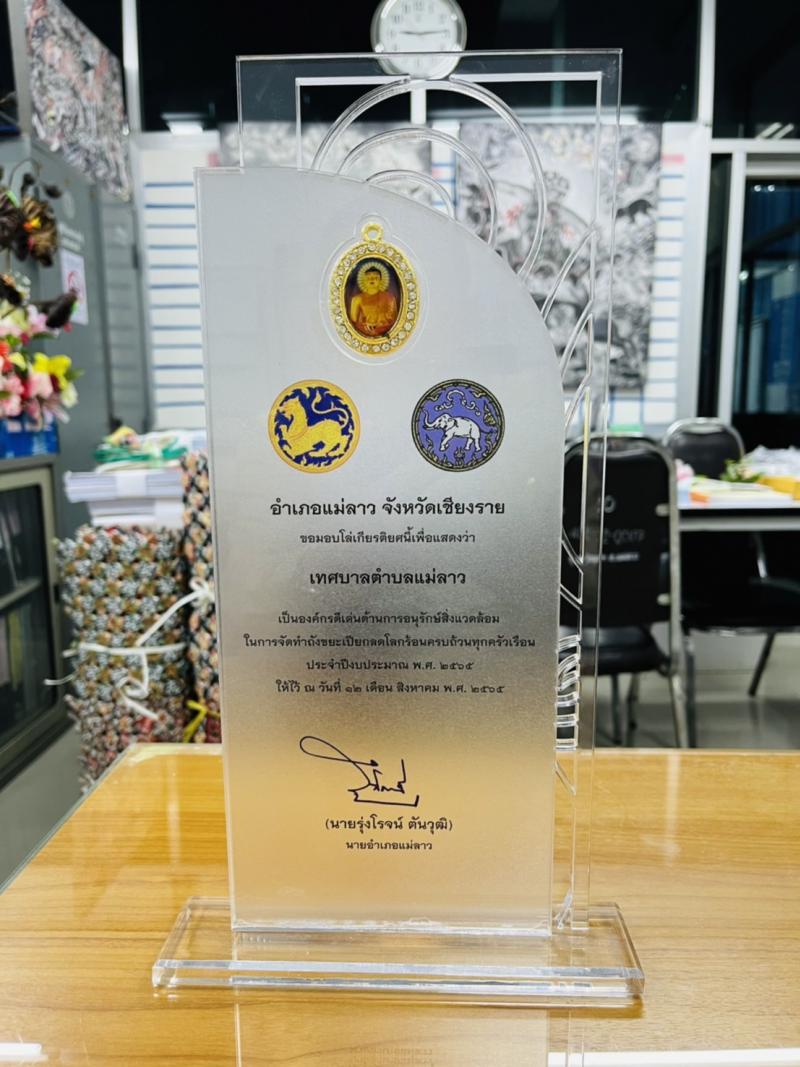 อำเภอแม่ลาว จังหวัดเชียงราย
ขอมอบโล่เกียรติยศนี้เพื่อแสดงว่า
เทศบาลตำบลแม่ลาว
เป็นองค์กรดีเด่นด้านการอนุรักษ์สิ่งแวดล้อม
ในการจัดทำถังขยะเปียกลดโลกร้อนครบถ้วนทุกครัวเรือน
ประจำปีงบประมาณ พ.ศ. ๒๕๖๕
ให้ไว้ ณ วันที่ ๑๒ เดือน สิงหาคม พ.ศ. ๒๕๖๕
(นายรุ่งโรจน์ ตันวุฒิ)
นายอำเภอแม่ลาว